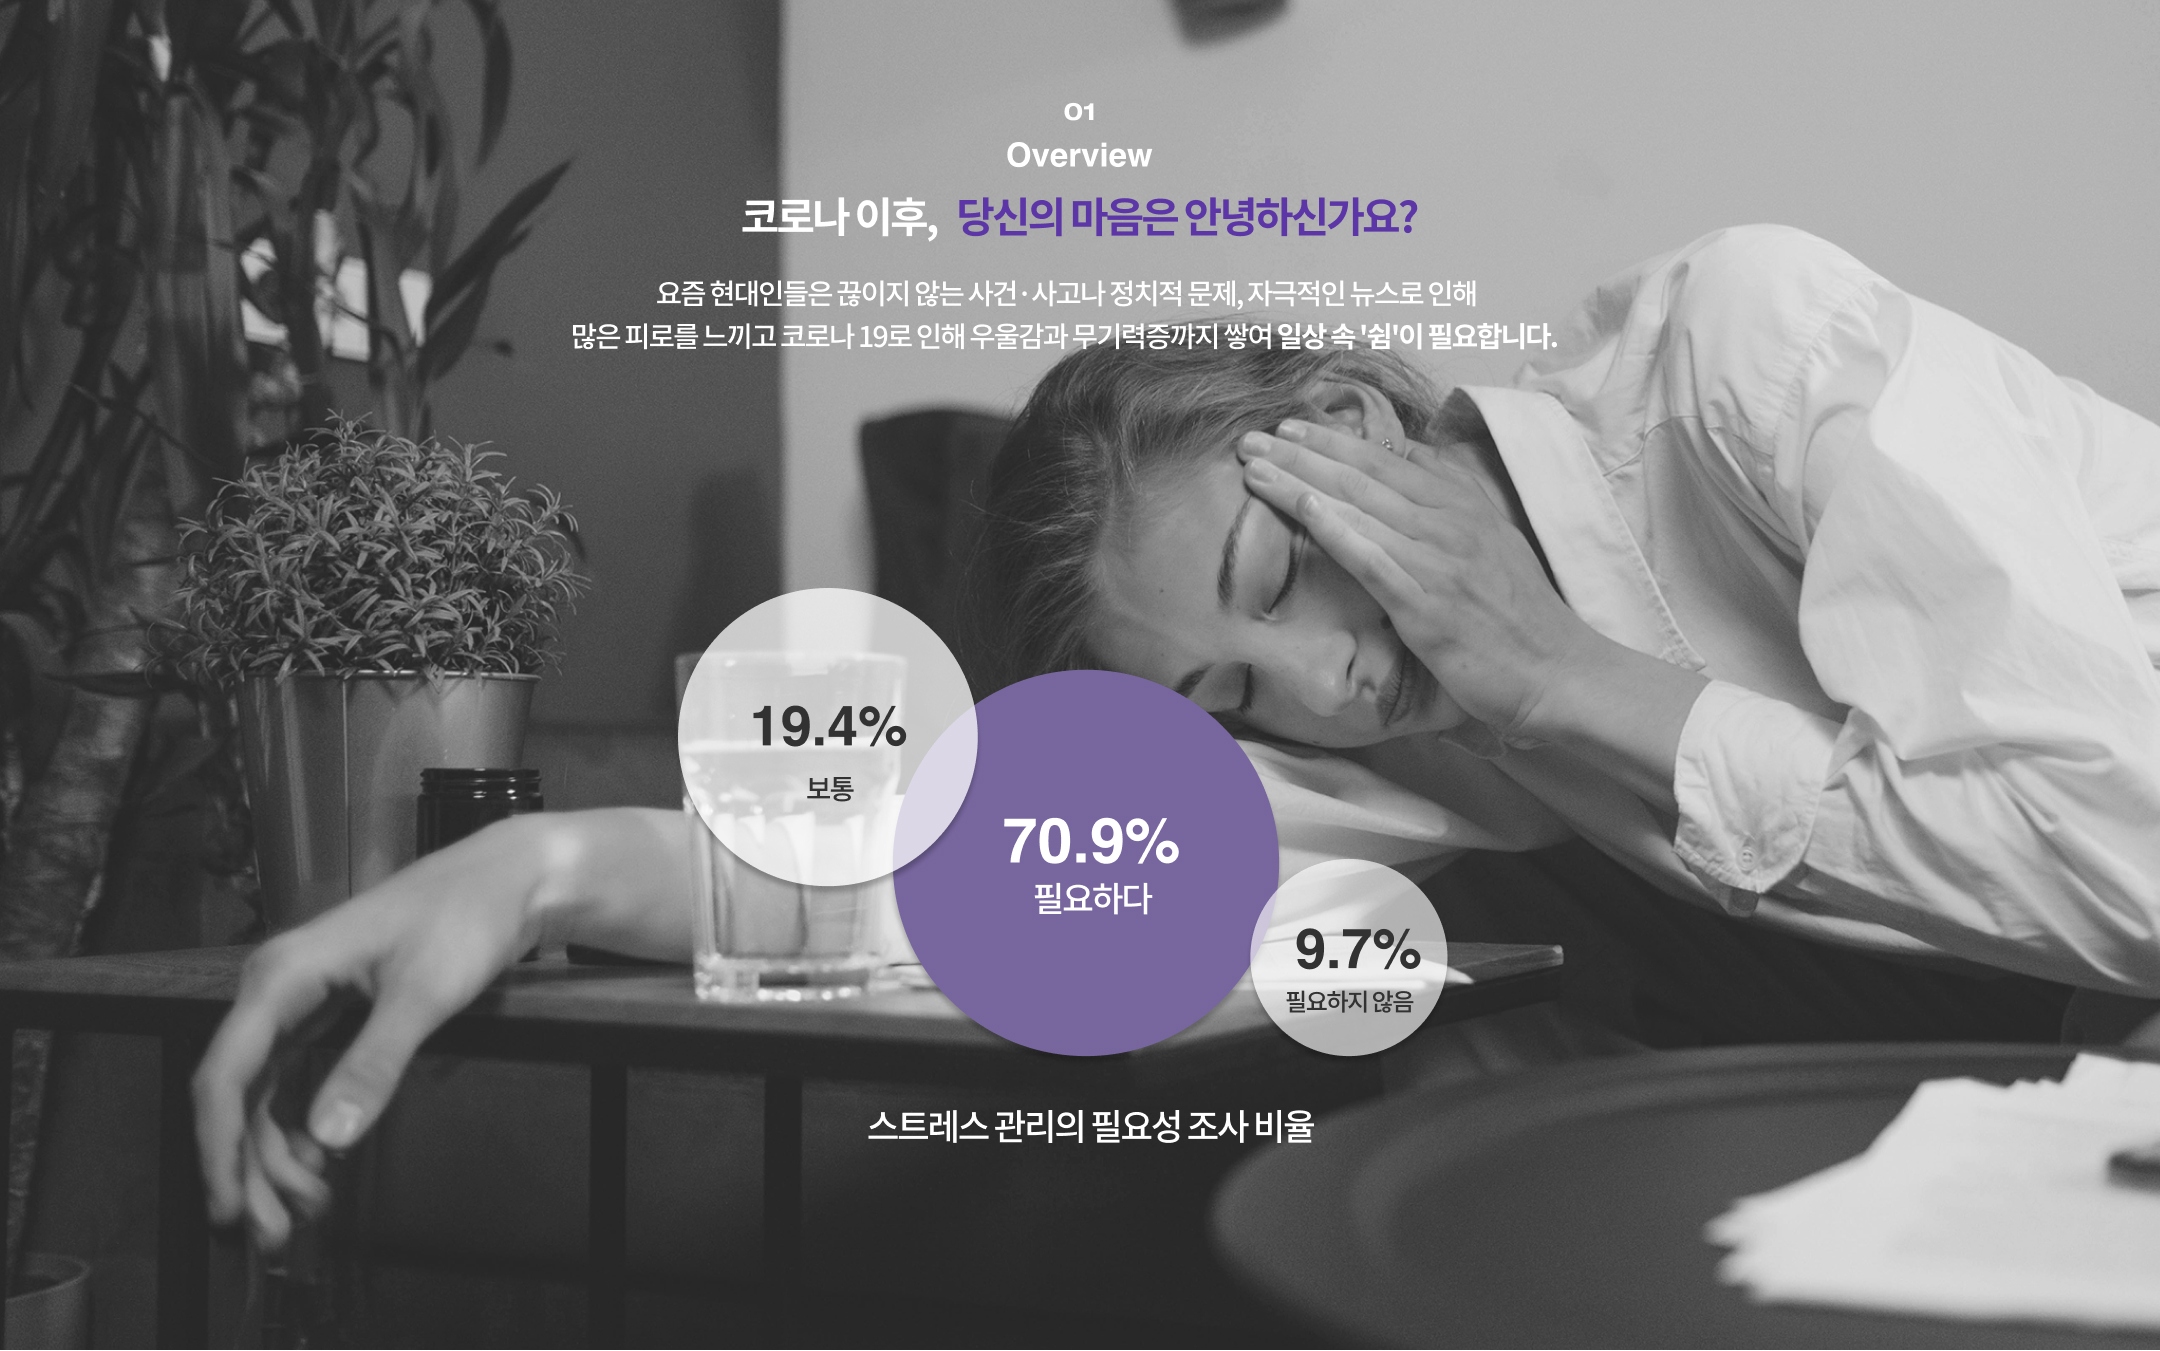 01
Overview
코로나 이후, 당신의 마음은 안녕하신가요?
요즘 현대인들은 끊이지 않는 사건·사고나 정치적 문제, 자극적인 뉴스로 인해
많은 피로를 느끼고 코로나 19로 인해 우울감과 무기력증까지 쌓여 일상 속 '쉼'이 필요합니다.
19.4%
보통
70.9%
필요하다
9.7%
필요하지 않음
스트레스 관리의 필요성 조사 비율